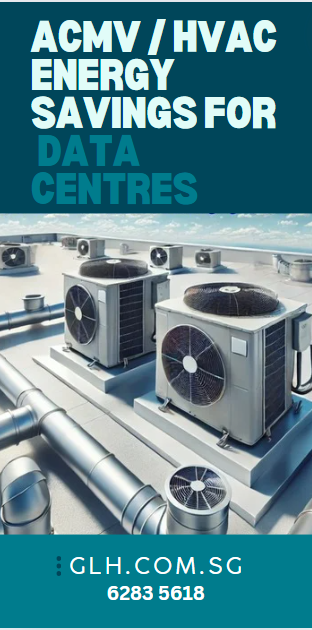 ACMV / HVAC
ENERGY
SAVINGS FOR
DATA
CENTRES
GLH.COM.SG
6283 5618